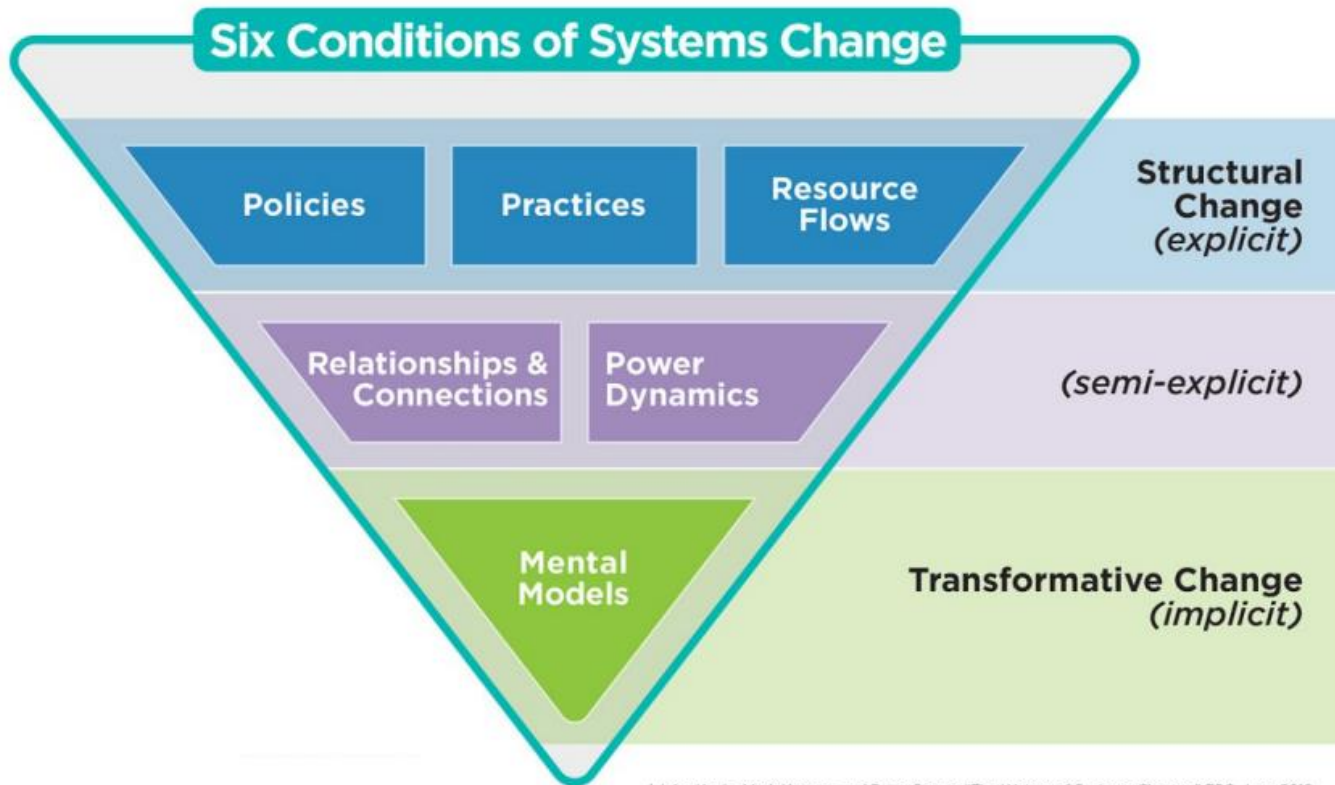 Six Conditions of Systems Change
Policies
Practices
Resource
Flows
Structural
Change
(explicit)
Relationships &
Connections
Power
Dynamics
(semi-explicit)
Mental
Models
Transformative Change
(implicit)